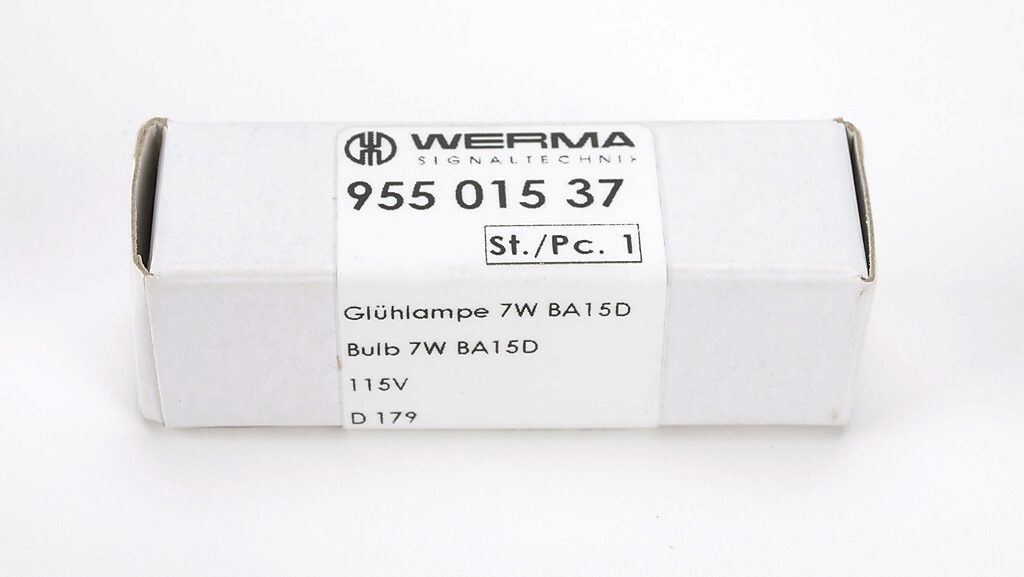 WERMA
SIGNALTECHNIK
955 015 37
St./Pc. 1
Glühlampe 7W BA15D
Bulb 7W BA15D
115V
D 179